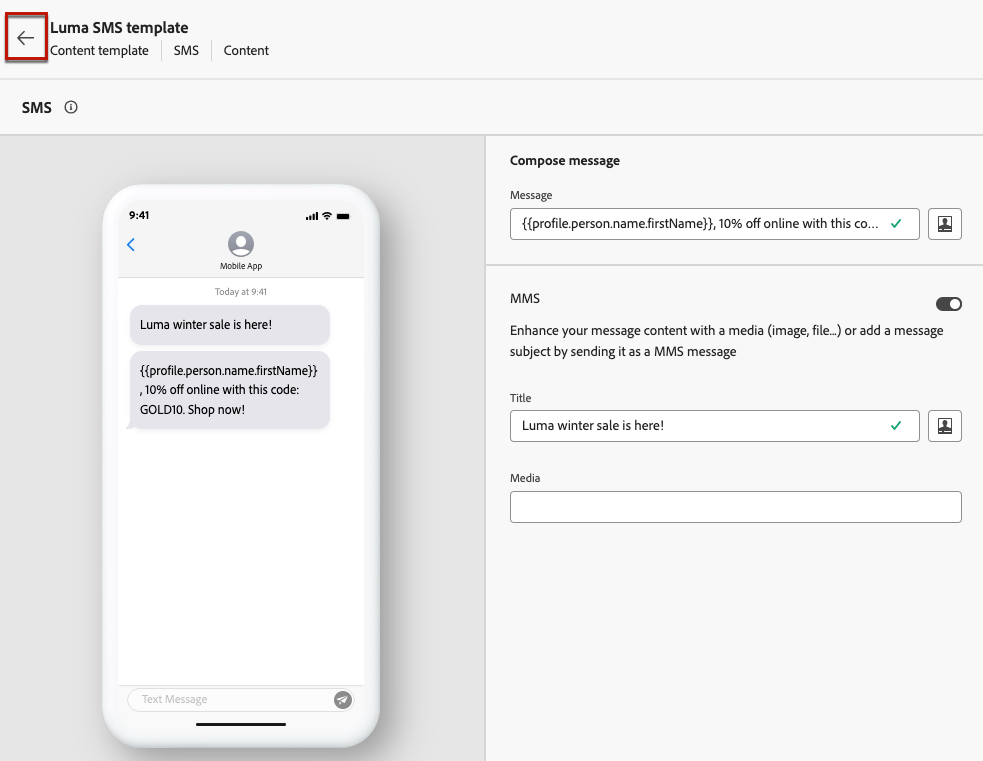 Luma SMS template
Content template SMS Content
SMS
9:41
Mobile App
Today at 9:41
Luma winter sale is here!
{{profile.person.name.firstName}}
, 10% off online with this code:
GOLD10. Shop now!
Text Message
Compose message
Message
{{profile.person.name.firstName}}, 10% off online with this co...
MMS
Enhance your message content with a media (image, file...) or add a message
subject by sending it as a MMS message
Title
Luma winter sale is here!
Media